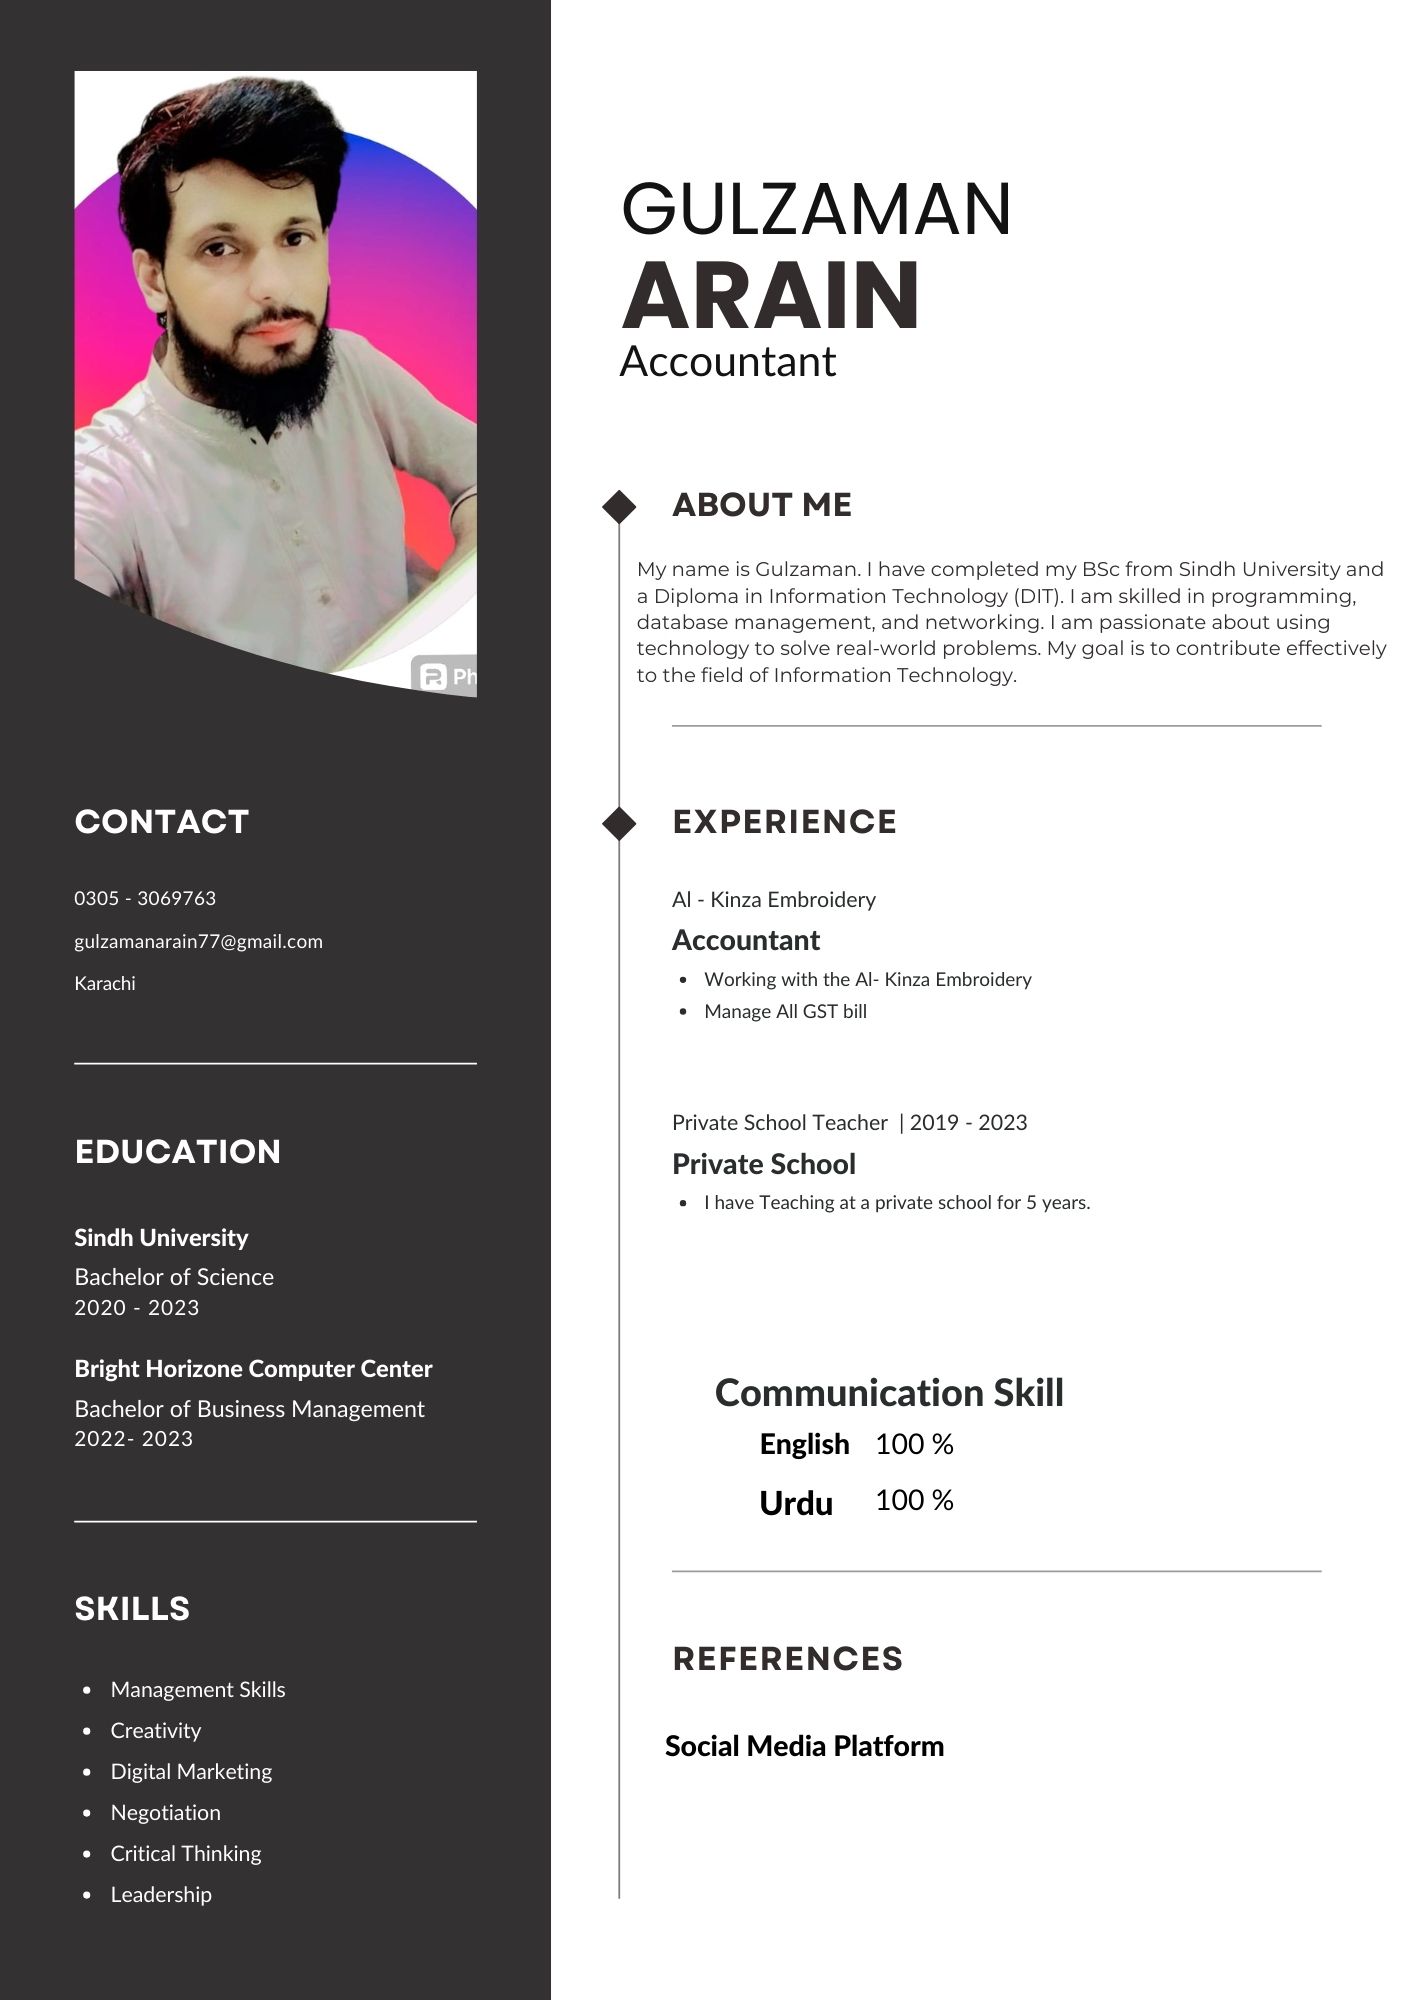 GULZAMAN
ARAIN
Accountant
ABOUT ME
My name is Gulzaman. I have completed my BSc from Sindh University and
a Diploma in Information Technology (DIT). I am skilled in programming,
database management, and networking. I am passionate about using
technology to solve real-world problems. My goal is to contribute effectively
to the field of Information Technology.
Ph
CONTACT
0305 - 3069763
gulzamanarain77@gmail.com
Karachi
EDUCATION
Sindh University
Bachelor of Science
2020 - 2023
Bright Horizone Computer Center
Bachelor of Business Management
2022- 2023
SKILLS
• Management Skills
• Creativity
• Digital Marketing
• Negotiation
• Critical Thinking
• Leadership
EXPERIENCE
Al - Kinza Embroidery
Accountant
• Working with the Al- Kinza Embroidery
• Manage All GST bill
Private School Teacher | 2019 - 2023
Private School
• I have Teaching at a private school for 5 years.
Communication Skill
English 100 %
Urdu 100 %
REFERENCES
Social Media Platform